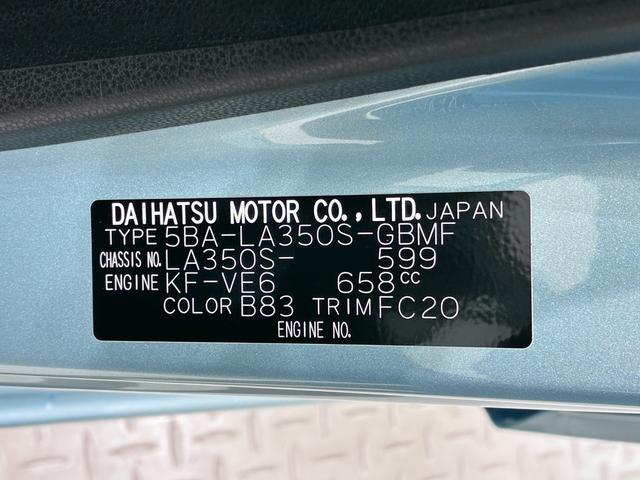 DAIHATSU MOTOR CO., LTD. JAPAN
TYPE 5BA-LA350S-GBMF
CHASSIS NO. LA350S- 599
ENGINE KF-VE6 658cc
COLOR B83 TRIM FC20
ENGINE NO.